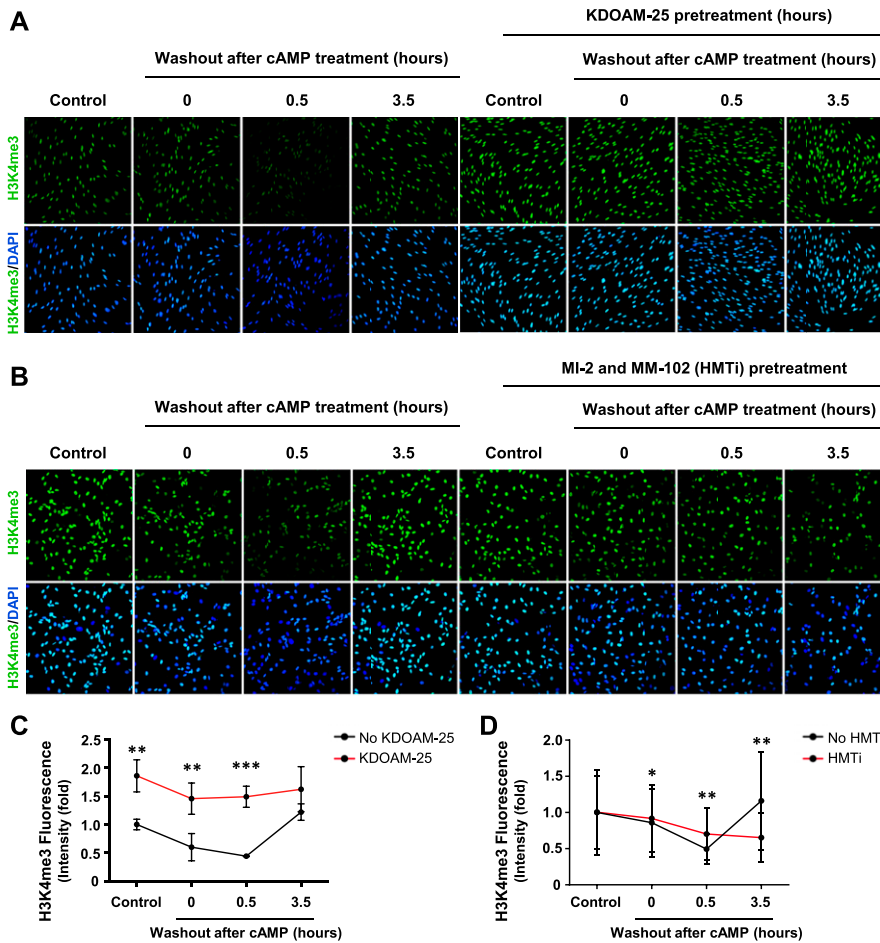 A
KDOAM-25 pretreatment (hours)
Washout after cAMP treatment (hours)
Washout after cAMP treatment (hours)
Control 0 0.5 3.5 Control 0 0.5 3.5
H3K4me3
H3K4me3/DAPI
B
MI-2 and MM-102 (HMTi) pretreatment
Washout after cAMP treatment (hours)
Washout after cAMP treatment (hours)
Control 0 0.5 3.5 Control 0 0.5 3.5
H3K4me3
H3K4me3/DAPI
C
No KDOAM-25
KDOAM-25
H3K4me3 Fluorescence
(Intensity (fold)
2.5
2.0
1.5
1.0
0.5
0
** ** ***
Control 0 0.5 3.5
Washout after cAMP (hours)
D
No HMT
HMTi
H3K4me3 Fluorescence
(Intensity (fold)
2.0
1.5
1.0
0.5
0
* ** **
Control 0 0.5 3.5
Washout after cAMP (hours)